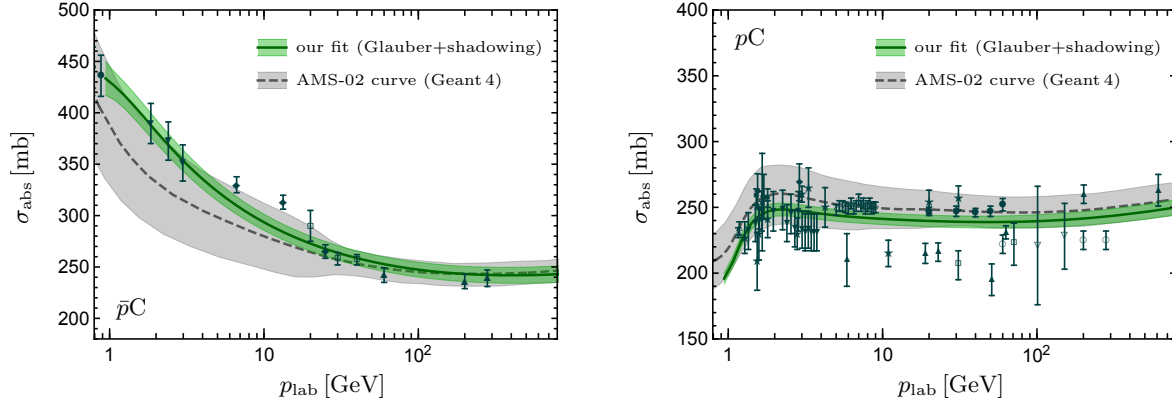 500
450
400
350
300
250
200
σabs [mb]
our fit (Glauber+shadowing)
AMS-02 curve (Geant 4)
p̄C
1
10
10²
plab [GeV]
400
350
300
250
200
150
σabs [mb]
pC
our fit (Glauber+shadowing)
AMS-02 curve (Geant 4)
1
10
10²
plab [GeV]